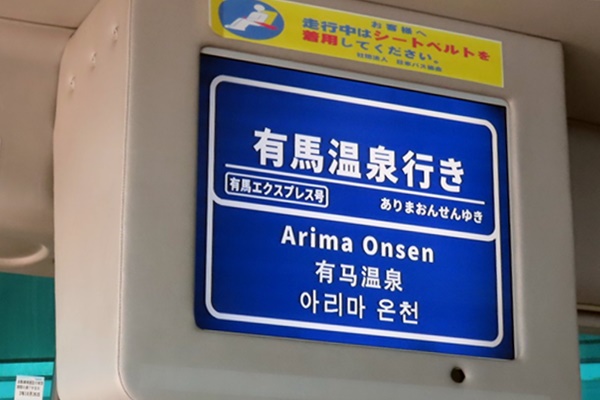 お客様へ
走行中はシートベルトを
着用してください。
有馬温泉行き
有馬エクスプレス号
ありまおんせんゆき
Arima Onsen
有马温泉
아리마 온천